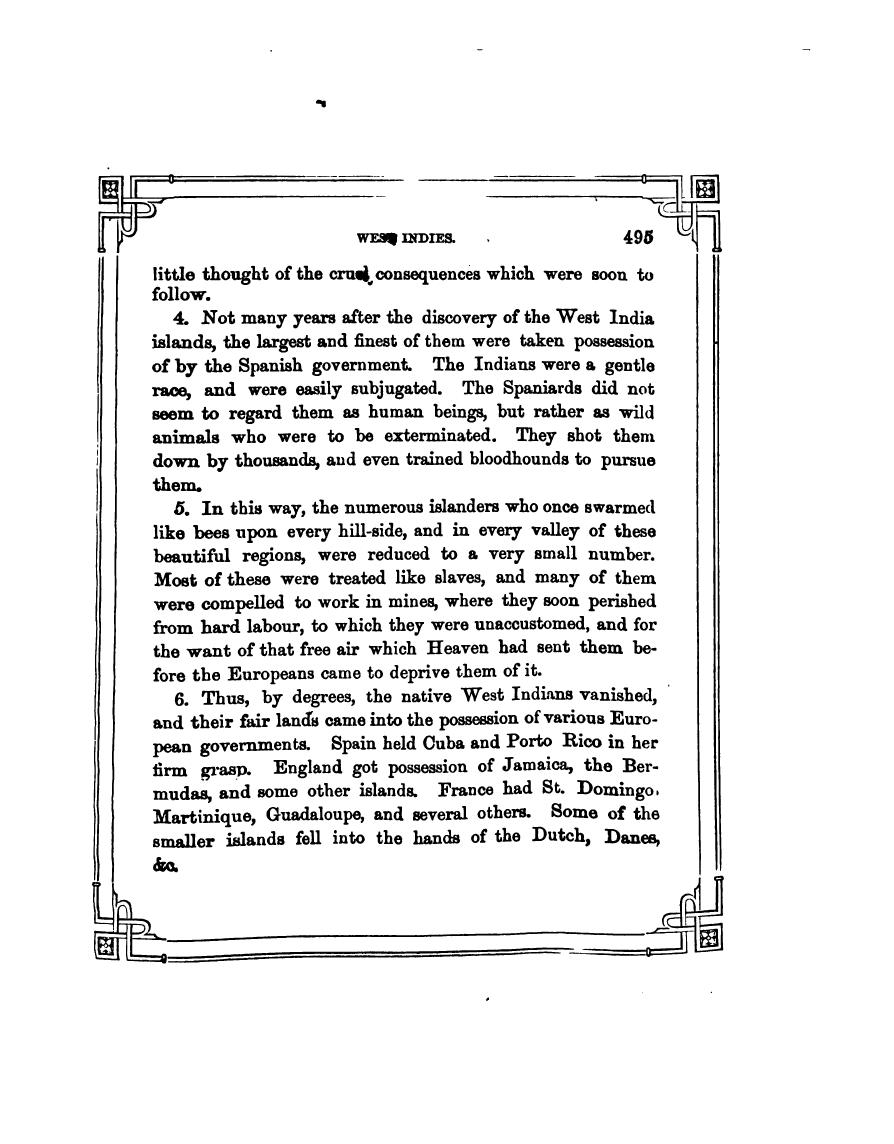 WEST INDIES. 495
little thought of the cruel consequences which were soon to
follow.
4. Not many years after the discovery of the West India
islands, the largest and finest of them were taken possession
of by the Spanish government. The Indians were a gentle
race, and were easily subjugated. The Spaniards did not
seem to regard them as human beings, but rather as wild
animals who were to be exterminated. They shot them
down by thousands, and even trained bloodhounds to pursue
them.
5. In this way, the numerous islanders who once swarmed
like bees upon every hill-side, and in every valley of these
beautiful regions, were reduced to a very small number.
Most of these were treated like slaves, and many of them
were compelled to work in mines, where they soon perished
from hard labour, to which they were unaccustomed, and for
the want of that free air which Heaven had sent them be-
fore the Europeans came to deprive them of it.
6. Thus, by degrees, the native West Indians vanished,
and their fair lands came into the possession of various Euro-
pean governments. Spain held Cuba and Porto Rico in her
firm grasp. England got possession of Jamaica, the Ber-
mudas, and some other islands. France had St. Domingo,
Martinique, Guadaloupe, and several others. Some of the
smaller islands fell into the hands of the Dutch, Danes,
&c.